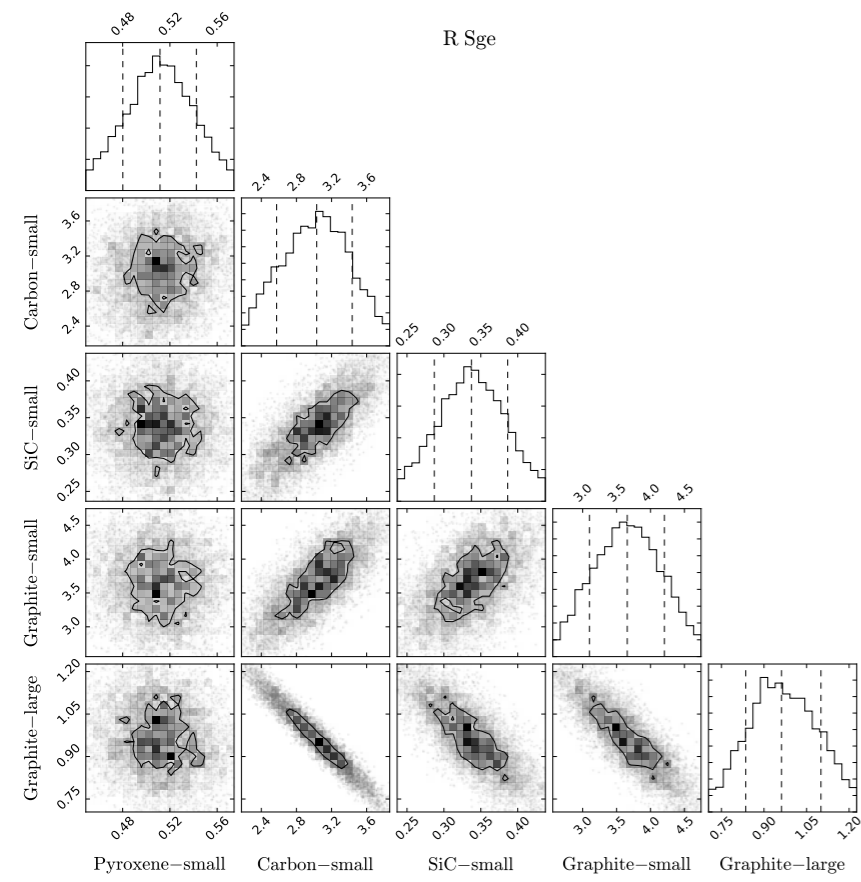 R Sge
0.48 0.52 0.56
2.4 2.8 3.2 3.6
Carbon−small
3.6
3.2
2.8
2.4
0.25 0.30 0.35 0.40
SiC−small
0.40
0.35
0.30
0.25
3.0 3.5 4.0 4.5
Graphite−small
4.5
4.0
3.5
3.0
Graphite−large
1.20
1.05
0.90
0.75
0.48 0.52 0.56 2.4 2.8 3.2 3.6 0.25 0.30 0.35 0.40 3.0 3.5 4.0 4.5 0.75 0.90 1.05 1.20
Pyroxene−small Carbon−small SiC−small Graphite−small Graphite−large